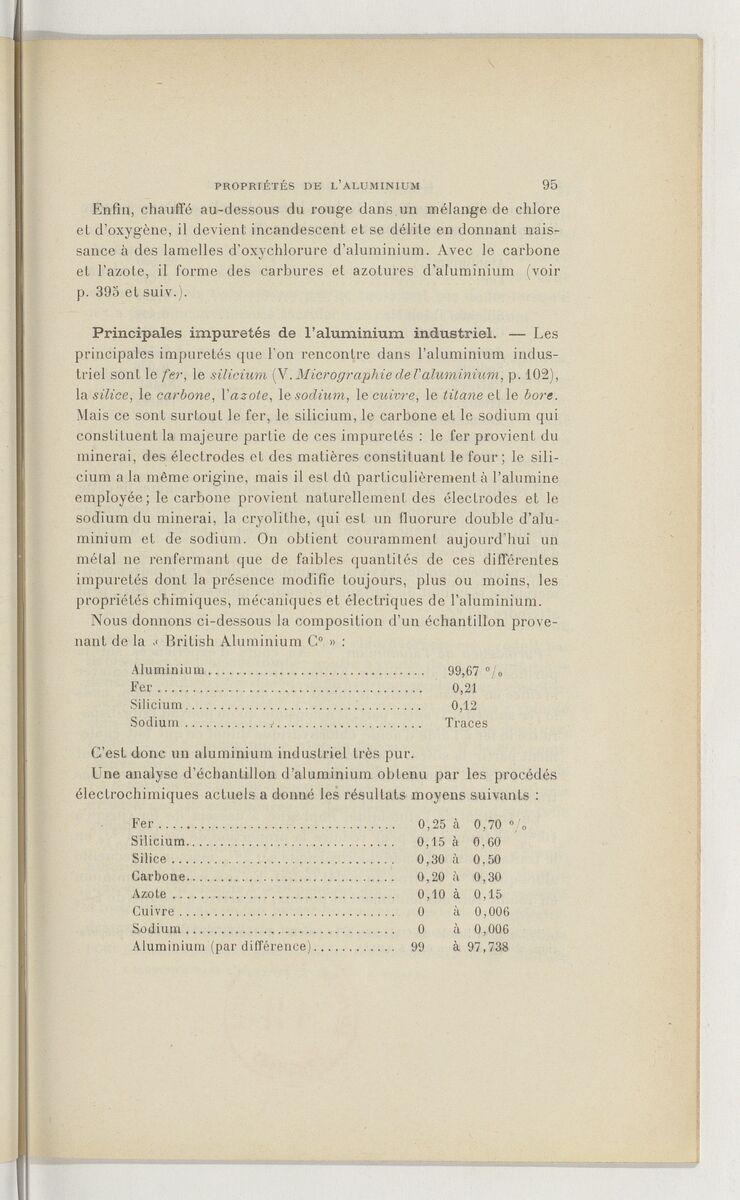 PROPRIÉTÉS DE L'ALUMINIUM 95
Enfin, chauffé au-dessous du rouge dans un mélange de chlore
et d'oxygène, il devient incandescent et se délite en donnant nais-
sance à des lamelles d'oxychlorure d'aluminium. Avec le carbone
et l'azote, il forme des carbures et azotures d'aluminium (voir
p. 395 et suiv.).
Principales impuretés de l'aluminium industriel. — Les
principales impuretés que l'on rencontre dans l'aluminium indus-
triel sont le fer, le silicium (V. Micrographie de l'aluminium, p. 102),
la silice, le carbone, l'azote, le sodium, le cuivre, le titane et le bore.
Mais ce sont surtout le fer, le silicium, le carbone et le sodium qui
constituent la majeure partie de ces impuretés : le fer provient du
minerai, des électrodes et des matières constituant le four ; le sili-
cium a la même origine, mais il est dû particulièrement à l'alumine
employée ; le carbone provient naturellement des électrodes et le
sodium du minerai, la cryolithe, qui est un fluorure double d'alu-
minium et de sodium. On obtient couramment aujourd'hui un
métal ne renfermant que de faibles quantités de ces différentes
impuretés dont la présence modifie toujours, plus ou moins, les
propriétés chimiques, mécaniques et électriques de l'aluminium.
Nous donnons ci-dessous la composition d'un échantillon prove-
nant de la « British Aluminium Cº » :
Aluminium.............................. 99,67 º/₀
Fer...................................... 0,21
Silicium.................................. 0,12
Sodium.................................. Traces
C'est donc un aluminium industriel très pur.
Une analyse d'échantillon d'aluminium obtenu par les procédés
électrochimiques actuels a donné les résultats moyens suivants :
Fer.................................. 0,25 à 0,70 º/₀
Silicium.............................. 0,15 à 0,60
Silice................................ 0,30 à 0,50
Carbone.............................. 0,20 à 0,30
Azote................................ 0,10 à 0,15
Cuivre............................... 0 à 0,006
Sodium.............................. 0 à 0,006
Aluminium (par différence)............ 99 à 97,738